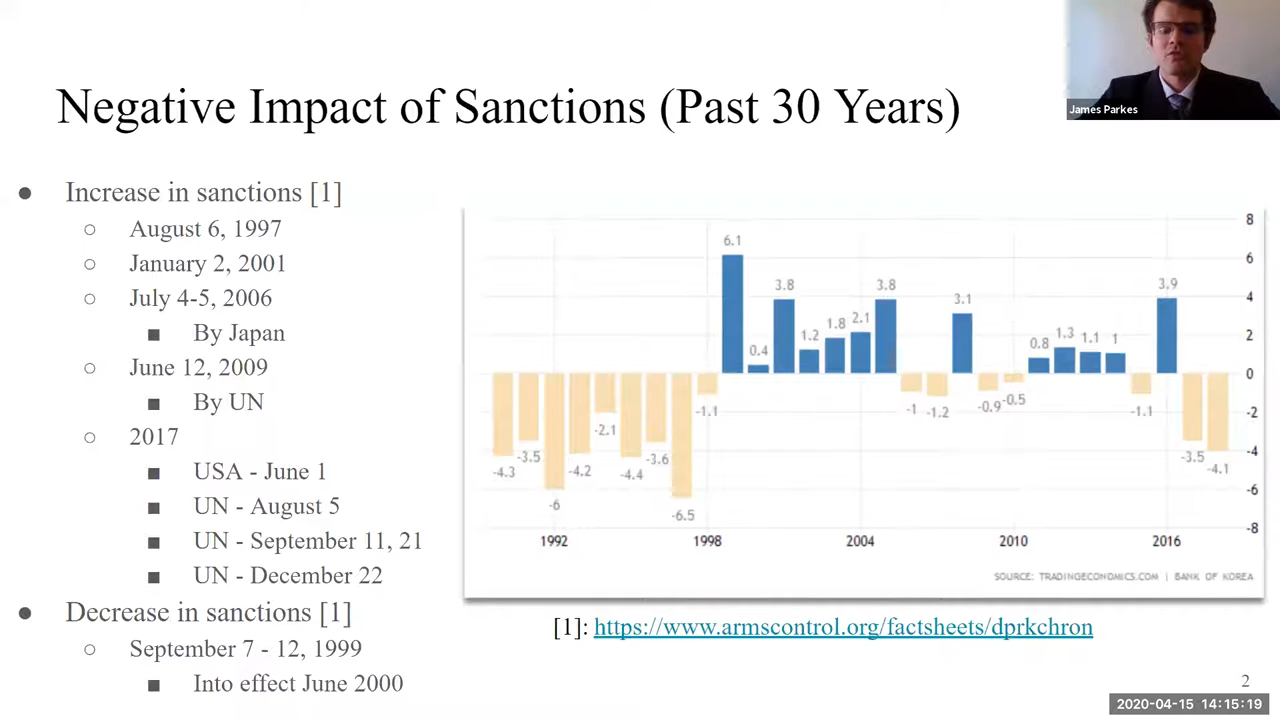 Negative Impact of Sanctions (Past 30 Years)
James Parkes
● Increase in sanctions [1]
○ August 6, 1997
○ January 2, 2001
○ July 4-5, 2006
■ By Japan
○ June 12, 2009
■ By UN
○ 2017
■ USA - June 1
■ UN - August 5
■ UN - September 11, 21
■ UN - December 22
● Decrease in sanctions [1]
○ September 7 - 12, 1999
■ Into effect June 2000
8
6
4
2
0
-2
-4
-6
-8
-4.3
-3.5
-6
-4.2
-2.1
-4.4
-3.6
-6.5
-1.1
6.1
0.4
3.8
1.2
1.8
2.1
3.8
-1
-1.2
3.1
-0.9
-0.5
0.8
1.3
1.1
1
-1.1
3.9
-3.5
-4.1
1992 1998 2004 2010 2016
SOURCE: TRADINGECONOMICS.COM | BANK OF KOREA
[1]: https://www.armscontrol.org/factsheets/dprkchron
2
2020-04-15 14:15:19